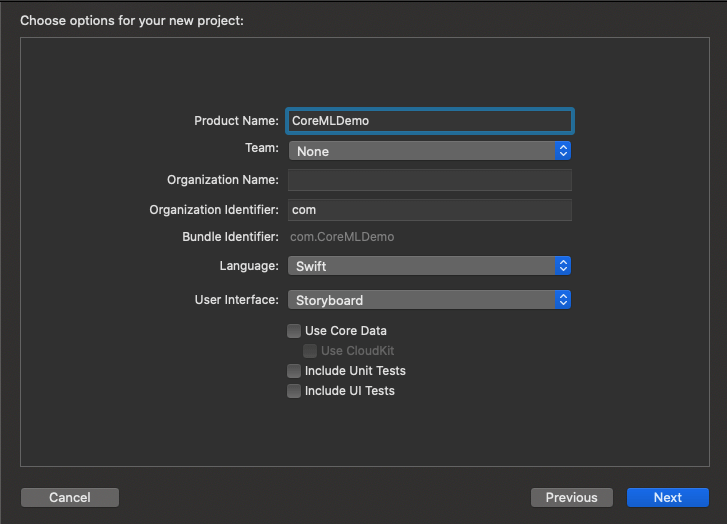 Choose options for your new project:
Product Name: CoreMLDemo
Team: None
Organization Name:
Organization Identifier: com
Bundle Identifier: com.CoreMLDemo
Language: Swift
User Interface: Storyboard
Use Core Data
Use CloudKit
Include Unit Tests
Include UI Tests
Cancel Previous Next